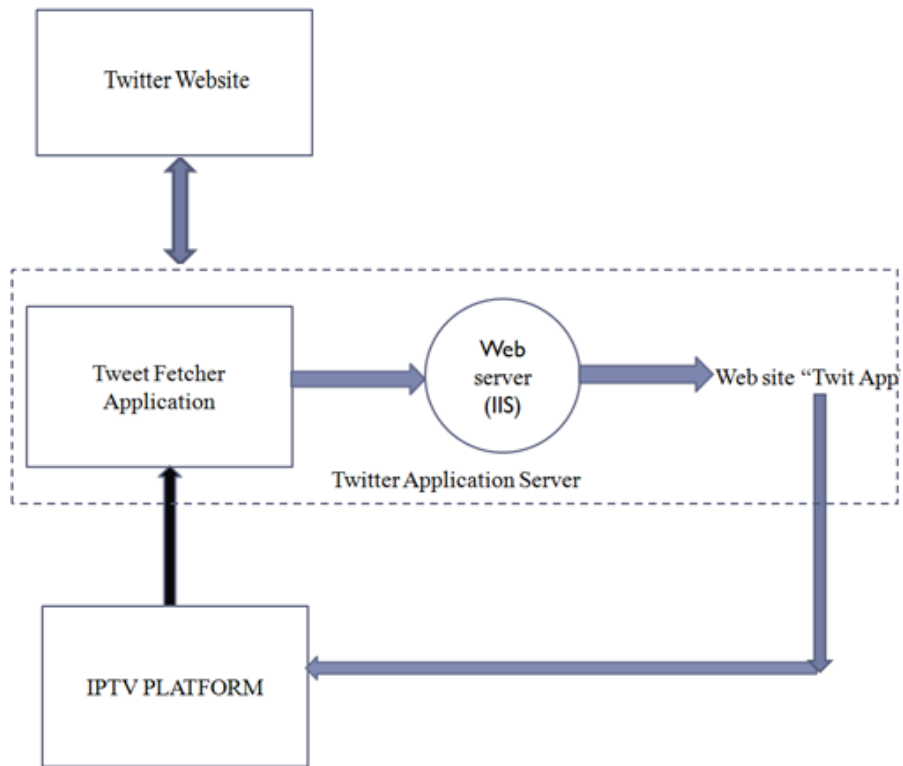 Twitter Website
Tweet Fetcher
Application
Web
server
(IIS)
Web site “Twit App
Twitter Application Server
IPTV PLATFORM